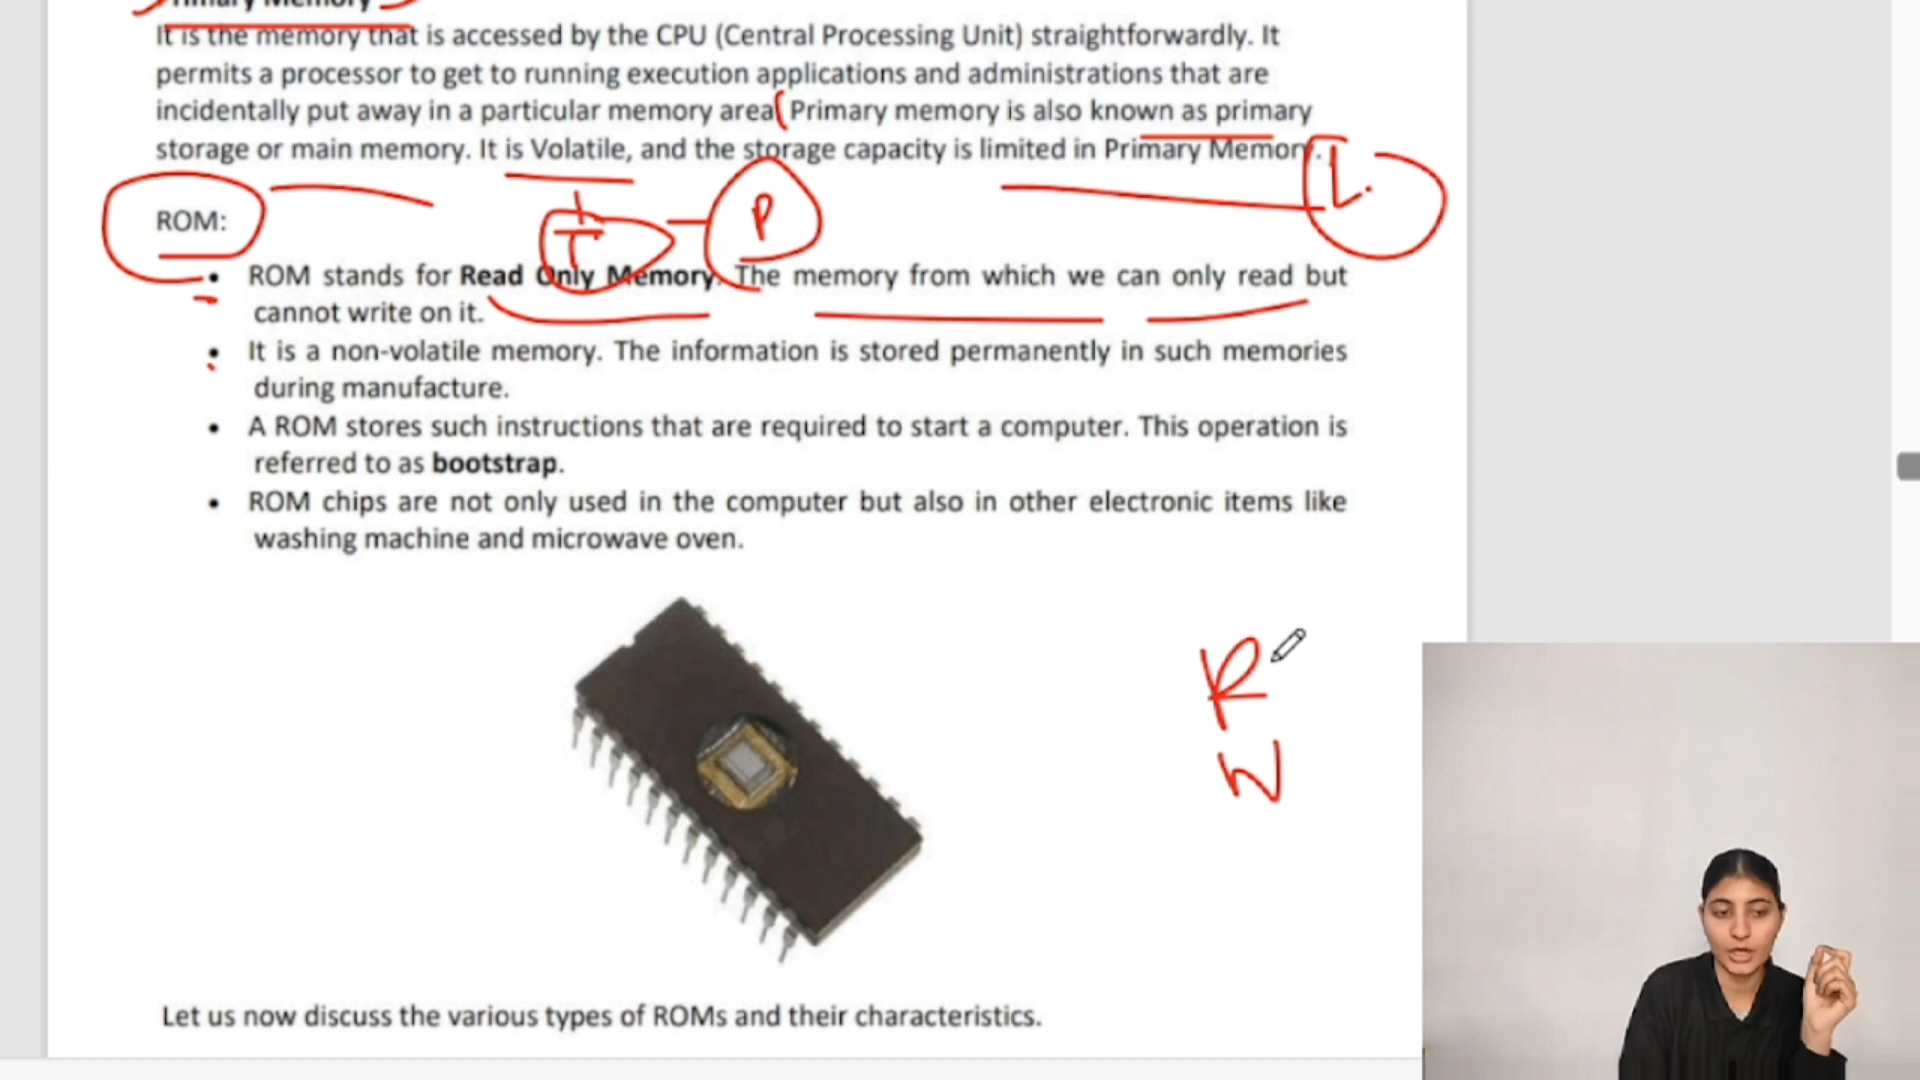 Primary Memory
It is the memory that is accessed by the CPU (Central Processing Unit) straightforwardly. It
permits a processor to get to running execution applications and administrations that are
incidentally put away in a particular memory area. Primary memory is also known as primary
storage or main memory. It is Volatile, and the storage capacity is limited in Primary Memory.
L.
P
T
ROM:
• ROM stands for Read Only Memory. The memory from which we can only read but
cannot write on it.
• It is a non-volatile memory. The information is stored permanently in such memories
during manufacture.
• A ROM stores such instructions that are required to start a computer. This operation is
referred to as bootstrap.
• ROM chips are not only used in the computer but also in other electronic items like
washing machine and microwave oven.
R
W
Let us now discuss the various types of ROMs and their characteristics.